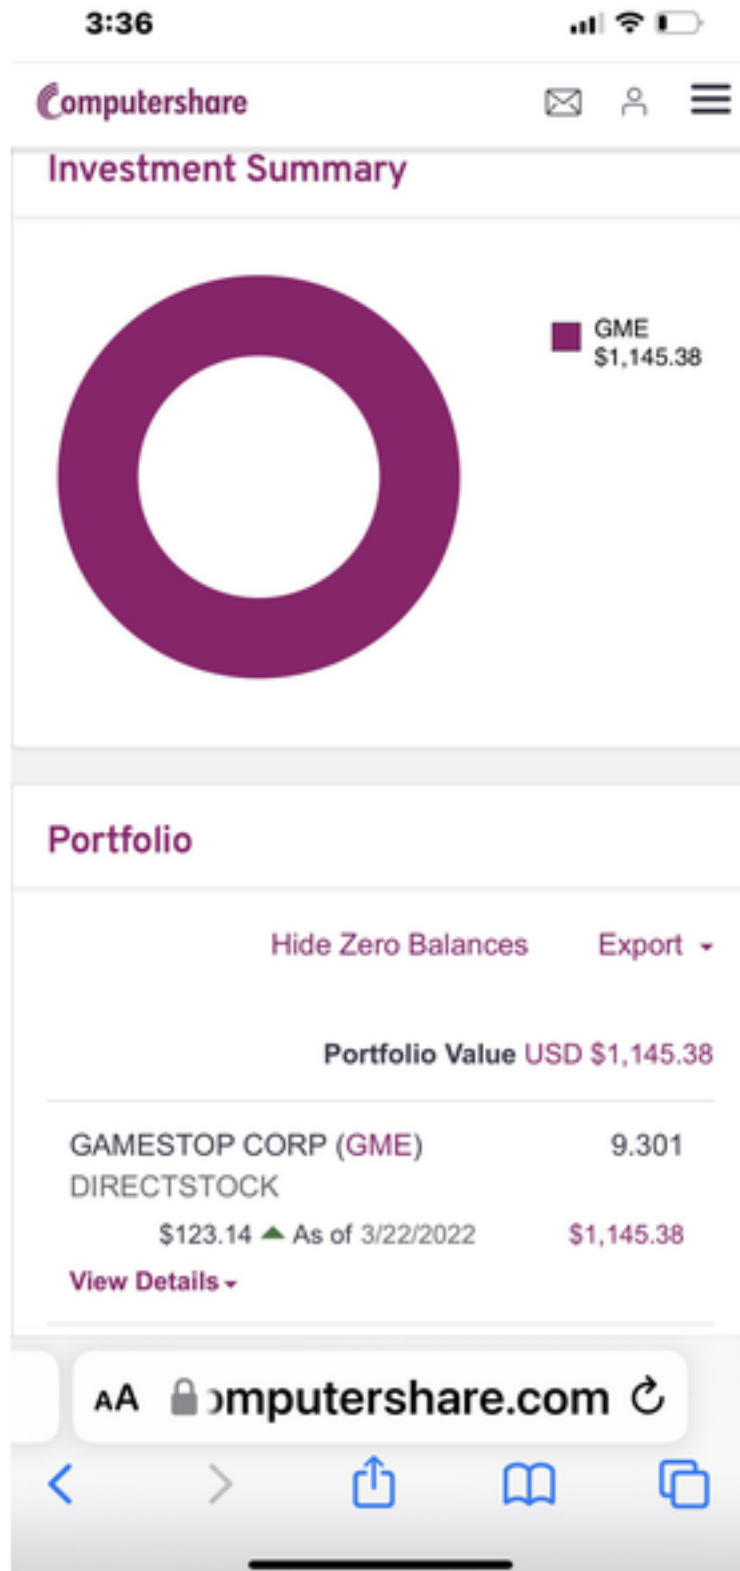 3:36
Computershare
Investment Summary
GME
$1,145.38
Portfolio
Hide Zero Balances Export
Portfolio Value USD $1,145.38
GAMESTOP CORP (GME) 9.301
DIRECTSTOCK
$123.14 As of 3/22/2022 $1,145.38
View Details
AA omputershare.com